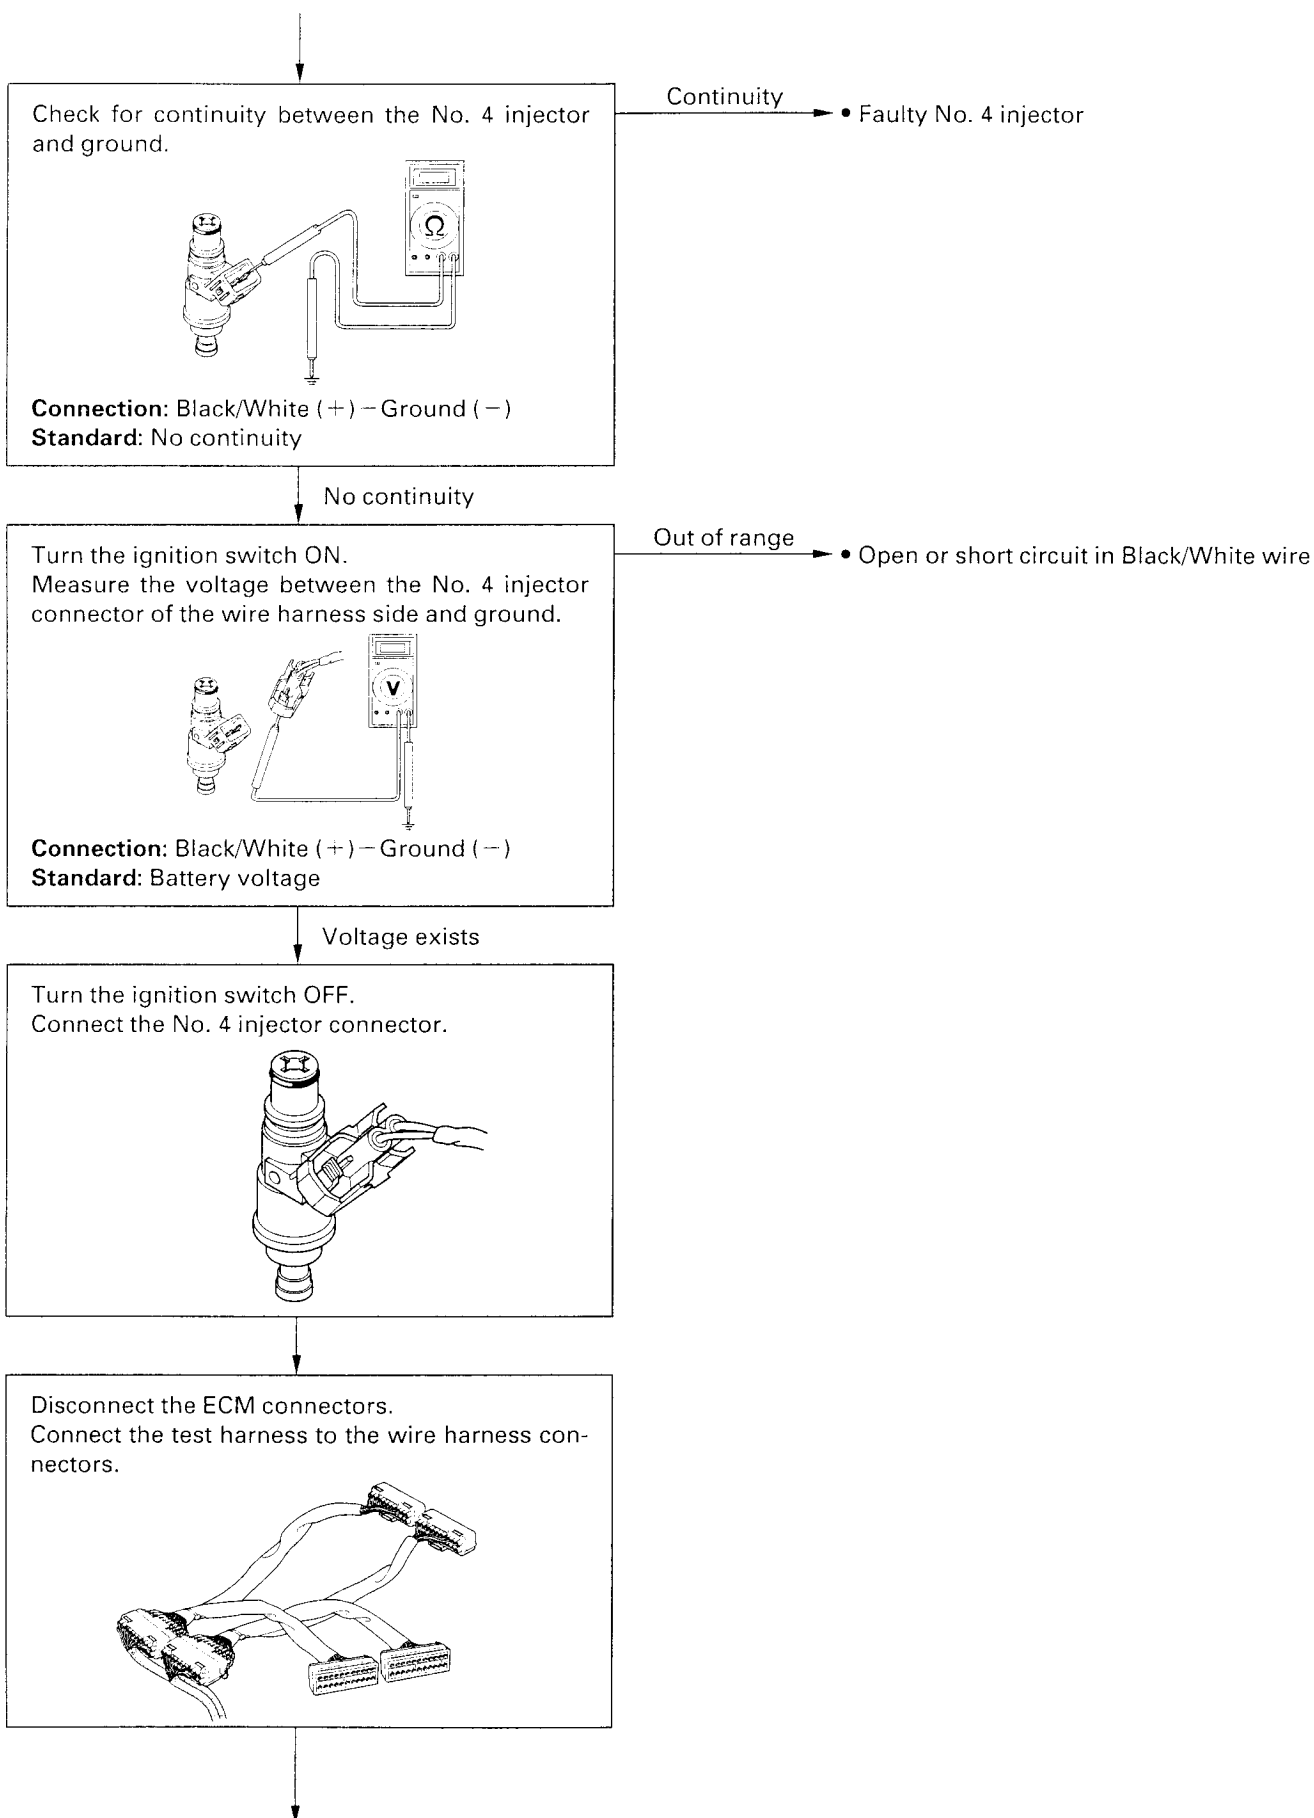 Check for continuity between the No. 4 injector
and ground.
Continuity
• Faulty No. 4 injector
Ω
Connection: Black/White (+) – Ground (–)
Standard: No continuity
No continuity
Turn the ignition switch ON.
Measure the voltage between the No. 4 injector
connector of the wire harness side and ground.
Out of range
• Open or short circuit in Black/White wire
V
Connection: Black/White (+) – Ground (–)
Standard: Battery voltage
Voltage exists
Turn the ignition switch OFF.
Connect the No. 4 injector connector.
Disconnect the ECM connectors.
Connect the test harness to the wire harness con-
nectors.